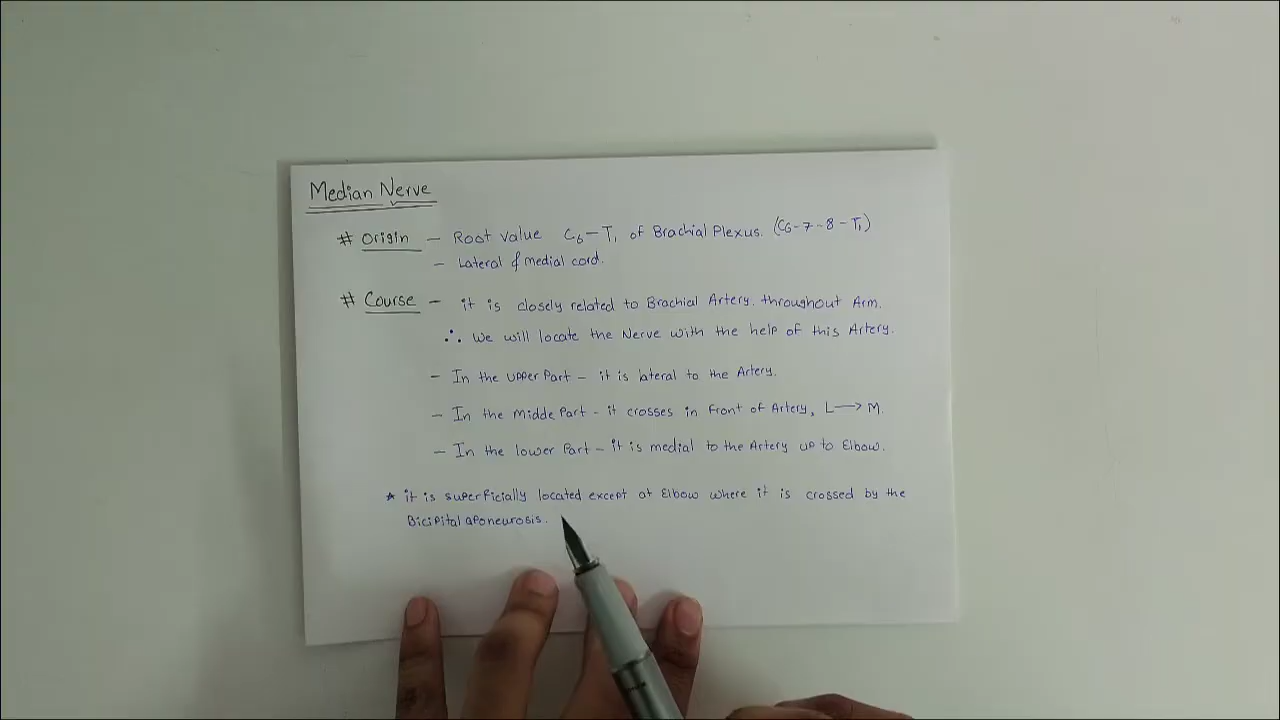 Median Nerve
# Origin - Root value C6-T1 of Brachial Plexus. (C6-7-8-T1)
- Lateral & medial cord.
# Course - it is closely related to Brachial Artery, throughout Arm.
∴ We will locate the Nerve with the help of this Artery.
- In the upper Part - it is lateral to the Artery.
- In the midde Part - it crosses in front of Artery, L → M.
- In the lower Part - it is medial to the Artery up to Elbow.
* it is superficially located except at Elbow where it is crossed by the
Bicipital aponeurosis.